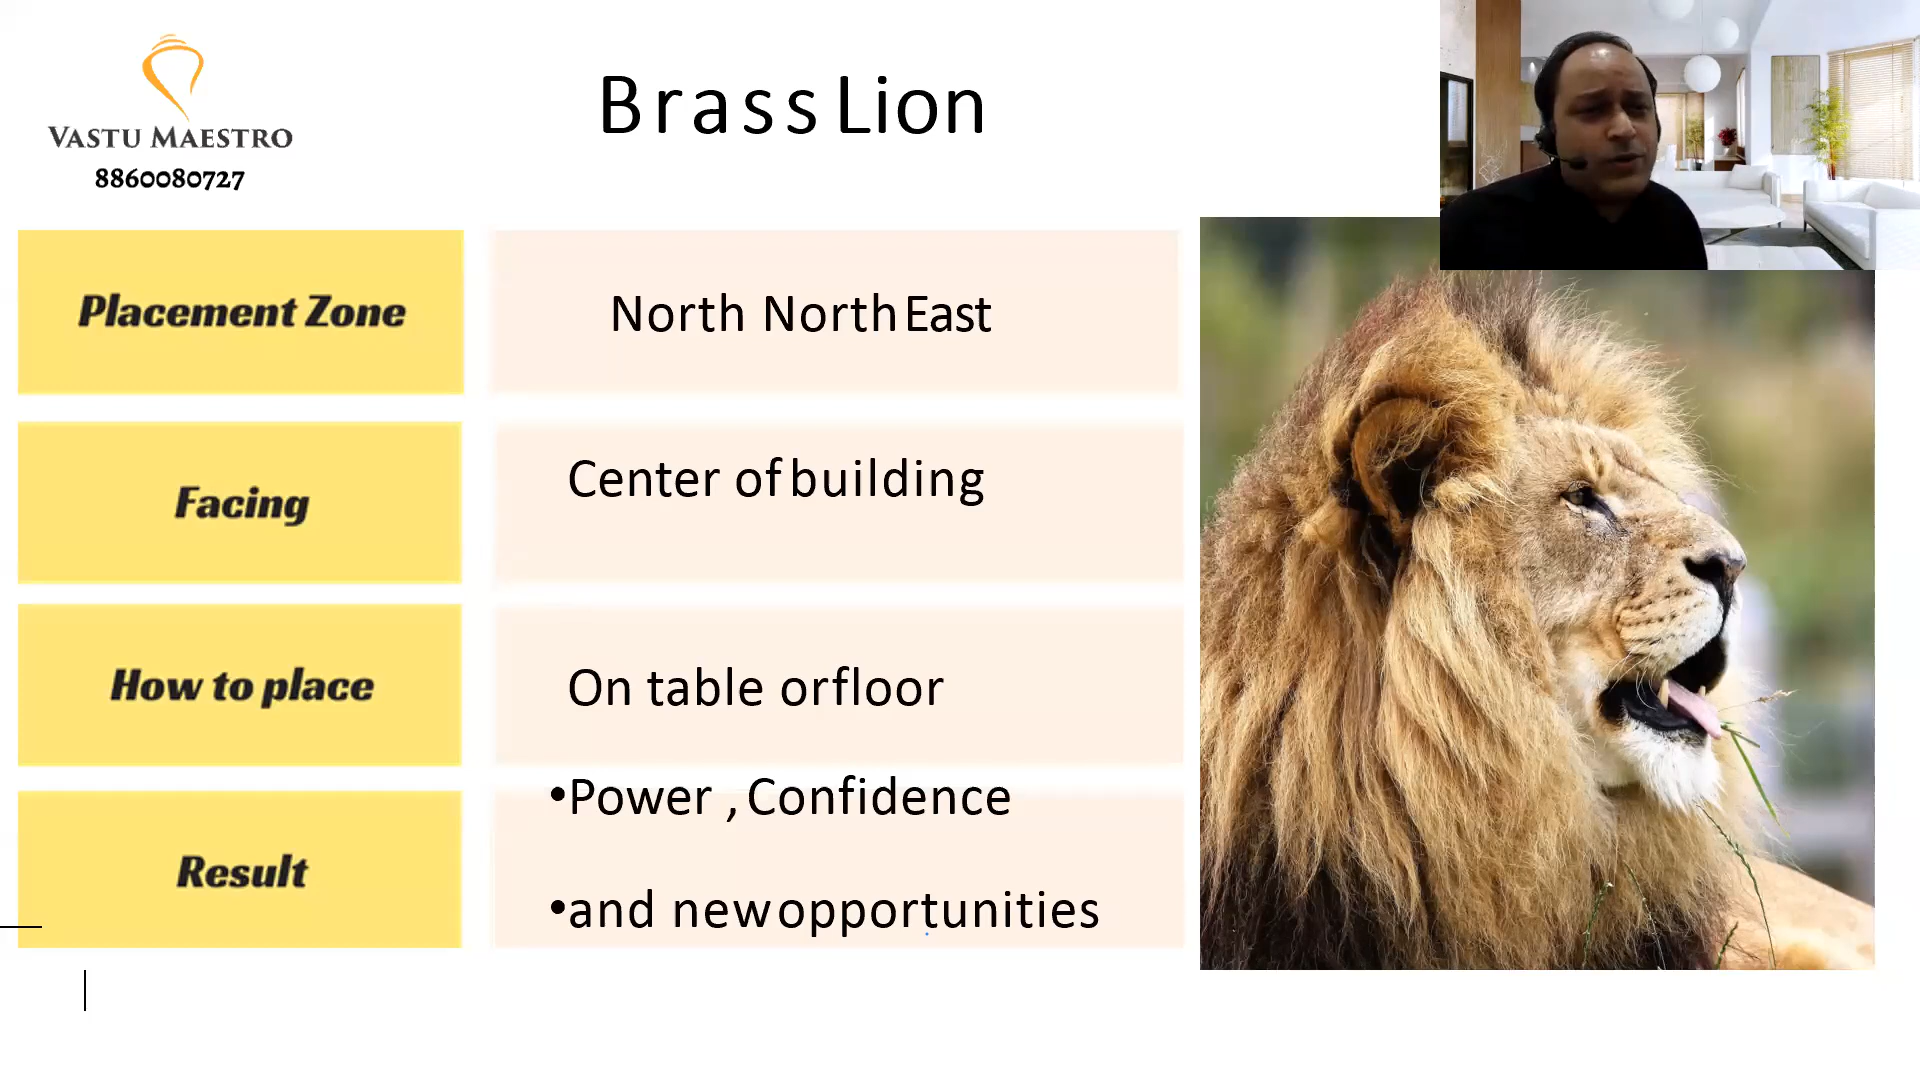 VASTU MAESTRO
8860080727
Brass Lion
Placement Zone
North North East
Facing
Center of building
How to place
On table or floor
Result
•Power , Confidence
•and new opportunities